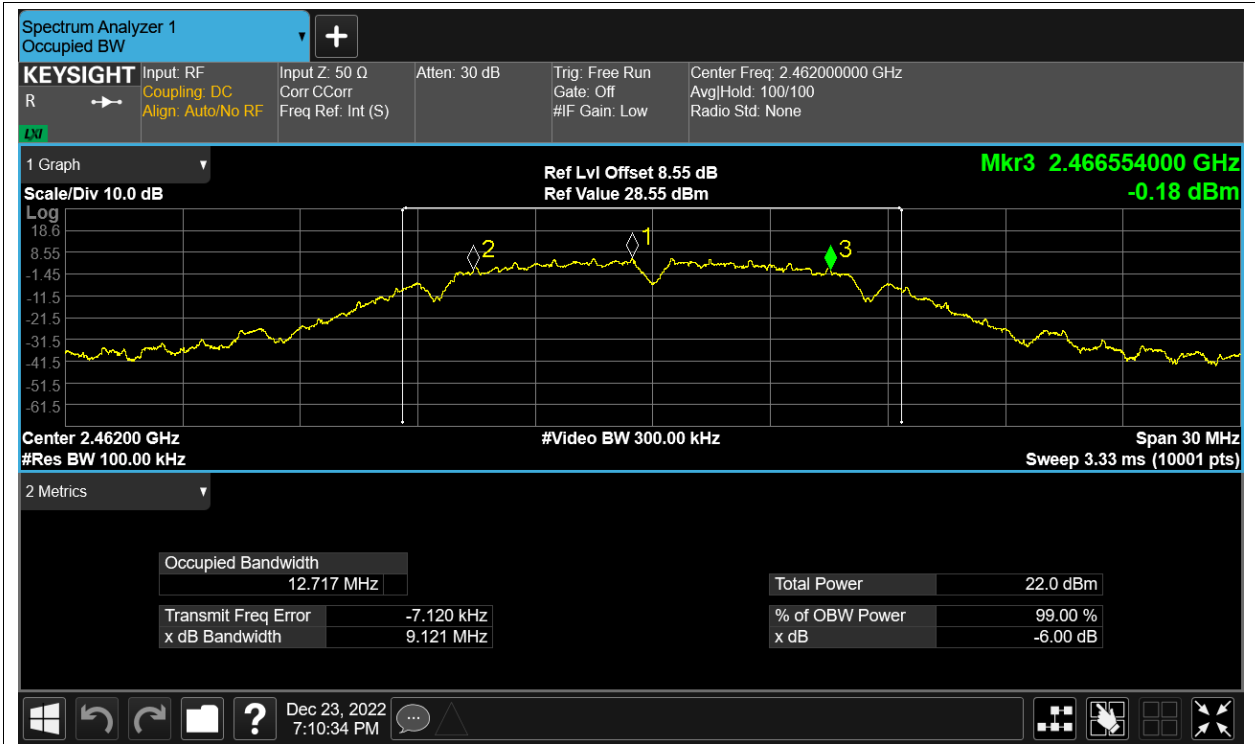 Spectrum Analyzer 1
Occupied BW
+
KEYSIGHT
R
LXI
Input: RF
Coupling: DC
Align: Auto/No RF
Input Z: 50 Ω
Corr CCorr
Freq Ref: Int (S)
Atten: 30 dB
Trig: Free Run
Gate: Off
#IF Gain: Low
Center Freq: 2.462000000 GHz
Avg|Hold: 100/100
Radio Std: None
1 Graph
Scale/Div 10.0 dB
Ref Lvl Offset 8.55 dB
Ref Value 28.55 dBm
Mkr3 2.466554000 GHz
-0.18 dBm
Log
18.6
8.55
-1.45
-11.5
-21.5
-31.5
-41.5
-51.5
-61.5
2
1
3
Center 2.46200 GHz
#Video BW 300.00 kHz
Span 30 MHz
#Res BW 100.00 kHz
Sweep 3.33 ms (10001 pts)
2 Metrics
Occupied Bandwidth
12.717 MHz
Transmit Freq Error -7.120 kHz
x dB Bandwidth 9.121 MHz
Total Power 22.0 dBm
% of OBW Power 99.00 %
x dB -6.00 dB
?
Dec 23, 2022
7:10:34 PM